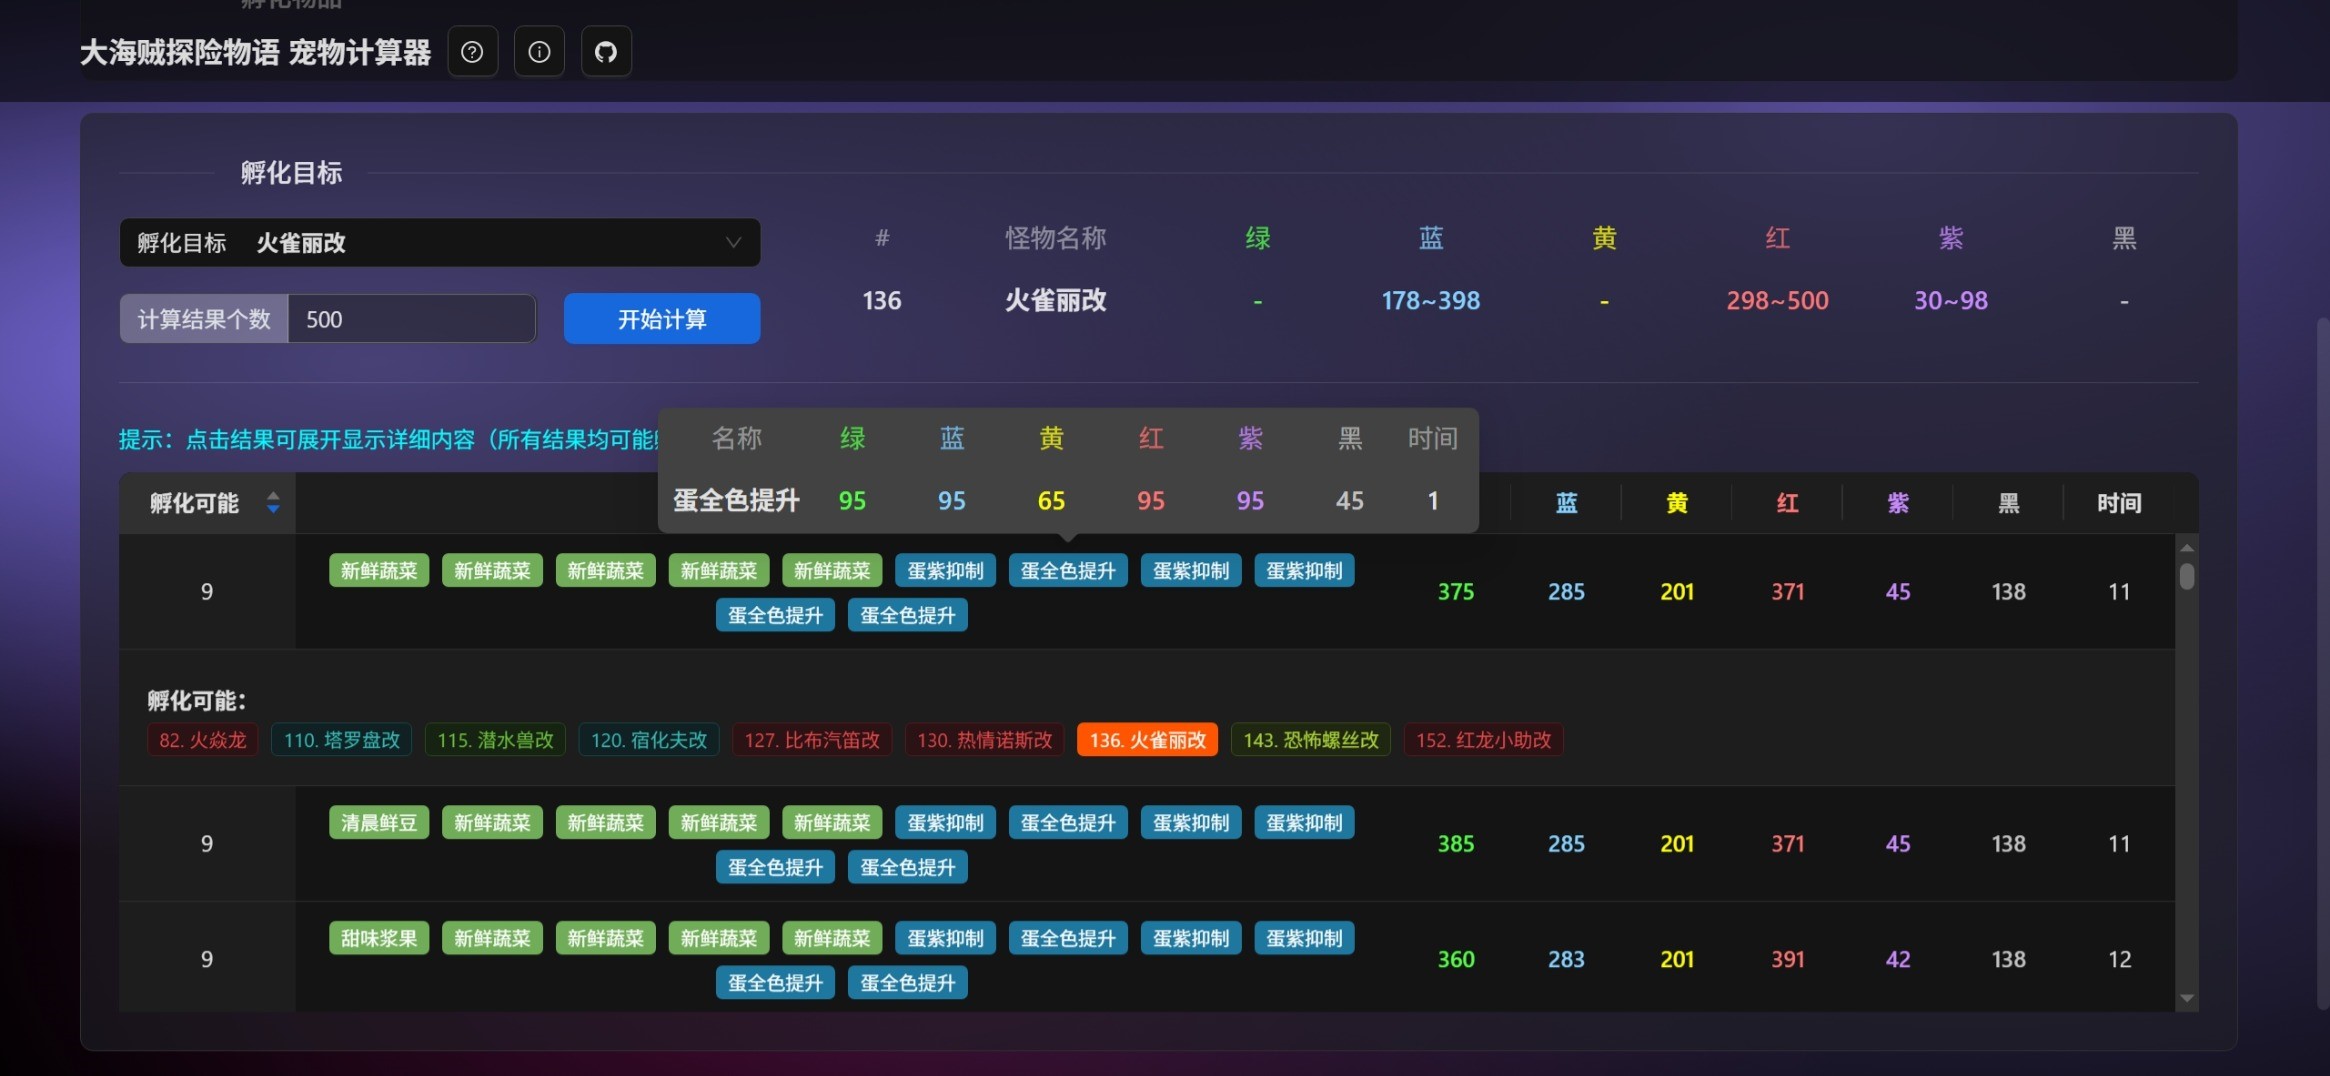 孵化物品
大海贼探险物语 宠物计算器
孵化目标
孵化目标 火雀丽改
计算结果个数 500 开始计算
# 怪物名称 绿 蓝 黄 红 紫 黑
136 火雀丽改 - 178~398 - 298~500 30~98 -
提示：点击结果可展开显示详细内容（所有结果均可能
名称 绿 蓝 黄 红 紫 黑 时间
蛋全色提升 95 95 65 95 95 45 1
孵化可能 蓝 黄 红 紫 黑 时间
9 新鲜蔬菜 新鲜蔬菜 新鲜蔬菜 新鲜蔬菜 新鲜蔬菜 蛋紫抑制 蛋全色提升 蛋紫抑制 蛋紫抑制 375 285 201 371 45 138 11
蛋全色提升 蛋全色提升
孵化可能：
82. 火焱龙 110. 塔罗盘改 115. 潜水兽改 120. 宿化夫改 127. 比布汽笛改 130. 热情诺斯改 136. 火雀丽改 143. 恐怖螺丝改 152. 红龙小助改
9 清晨鲜豆 新鲜蔬菜 新鲜蔬菜 新鲜蔬菜 新鲜蔬菜 蛋紫抑制 蛋全色提升 蛋紫抑制 蛋紫抑制 385 285 201 371 45 138 11
蛋全色提升 蛋全色提升
9 甜味浆果 新鲜蔬菜 新鲜蔬菜 新鲜蔬菜 新鲜蔬菜 蛋紫抑制 蛋全色提升 蛋紫抑制 蛋紫抑制 360 283 201 391 42 138 12
蛋全色提升 蛋全色提升